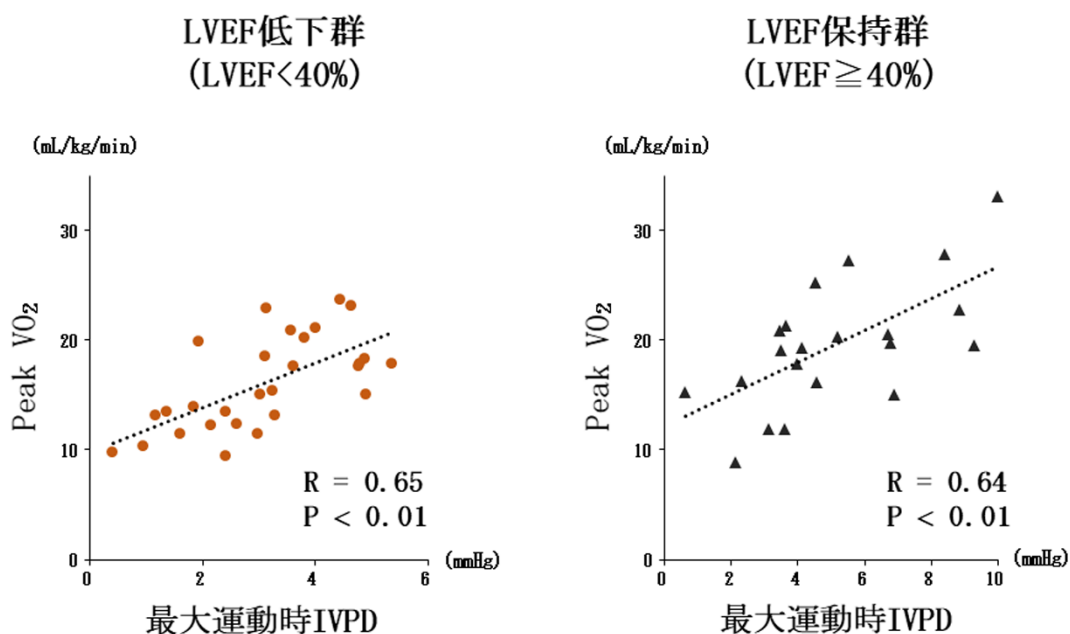 LVEF低下群
(LVEF<40%)
(mL/kg/min)
30
20
10
0
Peak VO₂
R = 0.65
P < 0.01
0 2 4 6
(mmHg)
最大運動時IVPD
LVEF保持群
(LVEF≧40%)
(mL/kg/min)
30
20
10
0
Peak VO₂
R = 0.64
P < 0.01
0 2 4 6 8 10
(mmHg)
最大運動時IVPD